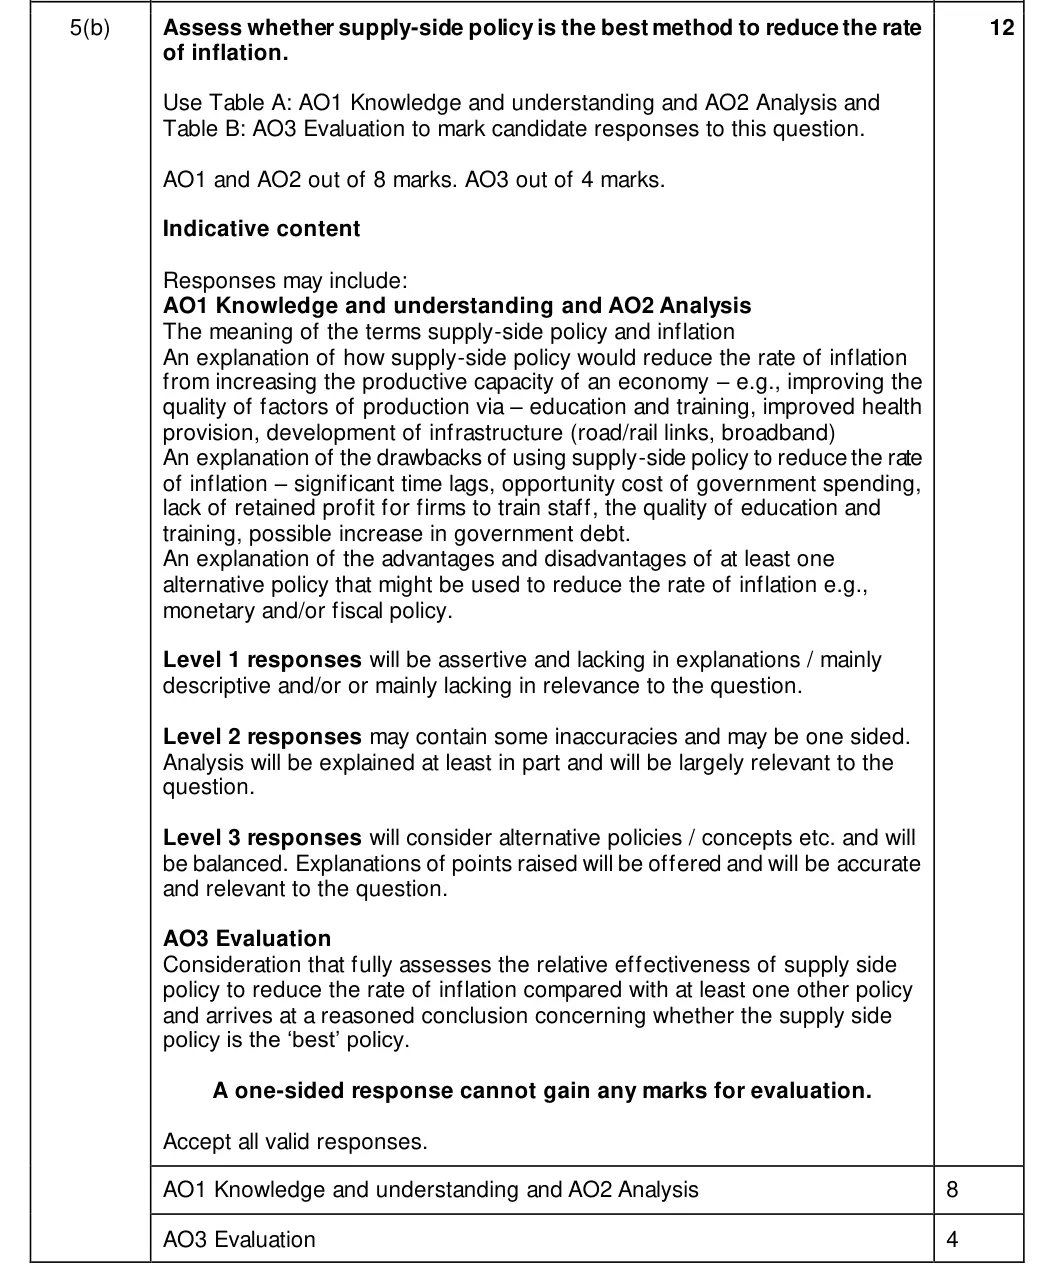 5(b)
Assess whether supply-side policy is the best method to reduce the rate
of inflation.
12
Use Table A: AO1 Knowledge and understanding and AO2 Analysis and
Table B: AO3 Evaluation to mark candidate responses to this question.
AO1 and AO2 out of 8 marks. AO3 out of 4 marks.
Indicative content
Responses may include:
AO1 Knowledge and understanding and AO2 Analysis
The meaning of the terms supply-side policy and inflation
An explanation of how supply-side policy would reduce the rate of inflation
from increasing the productive capacity of an economy – e.g., improving the
quality of factors of production via – education and training, improved health
provision, development of infrastructure (road/rail links, broadband)
An explanation of the drawbacks of using supply-side policy to reduce the rate
of inflation – significant time lags, opportunity cost of government spending,
lack of retained profit for firms to train staff, the quality of education and
training, possible increase in government debt.
An explanation of the advantages and disadvantages of at least one
alternative policy that might be used to reduce the rate of inflation e.g.,
monetary and/or fiscal policy.
Level 1 responses will be assertive and lacking in explanations / mainly
descriptive and/or or mainly lacking in relevance to the question.
Level 2 responses may contain some inaccuracies and may be one sided.
Analysis will be explained at least in part and will be largely relevant to the
question.
Level 3 responses will consider alternative policies / concepts etc. and will
be balanced. Explanations of points raised will be offered and will be accurate
and relevant to the question.
AO3 Evaluation
Consideration that fully assesses the relative effectiveness of supply side
policy to reduce the rate of inflation compared with at least one other policy
and arrives at a reasoned conclusion concerning whether the supply side
policy is the ‘best’ policy.
A one-sided response cannot gain any marks for evaluation.
Accept all valid responses.
AO1 Knowledge and understanding and AO2 Analysis
8
AO3 Evaluation
4